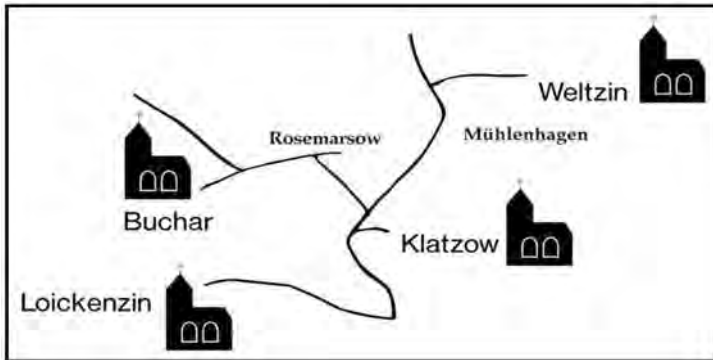 Weltzin
Rosemarsow
Mühlenhagen
Buchar
Klatzow
Loickenzin